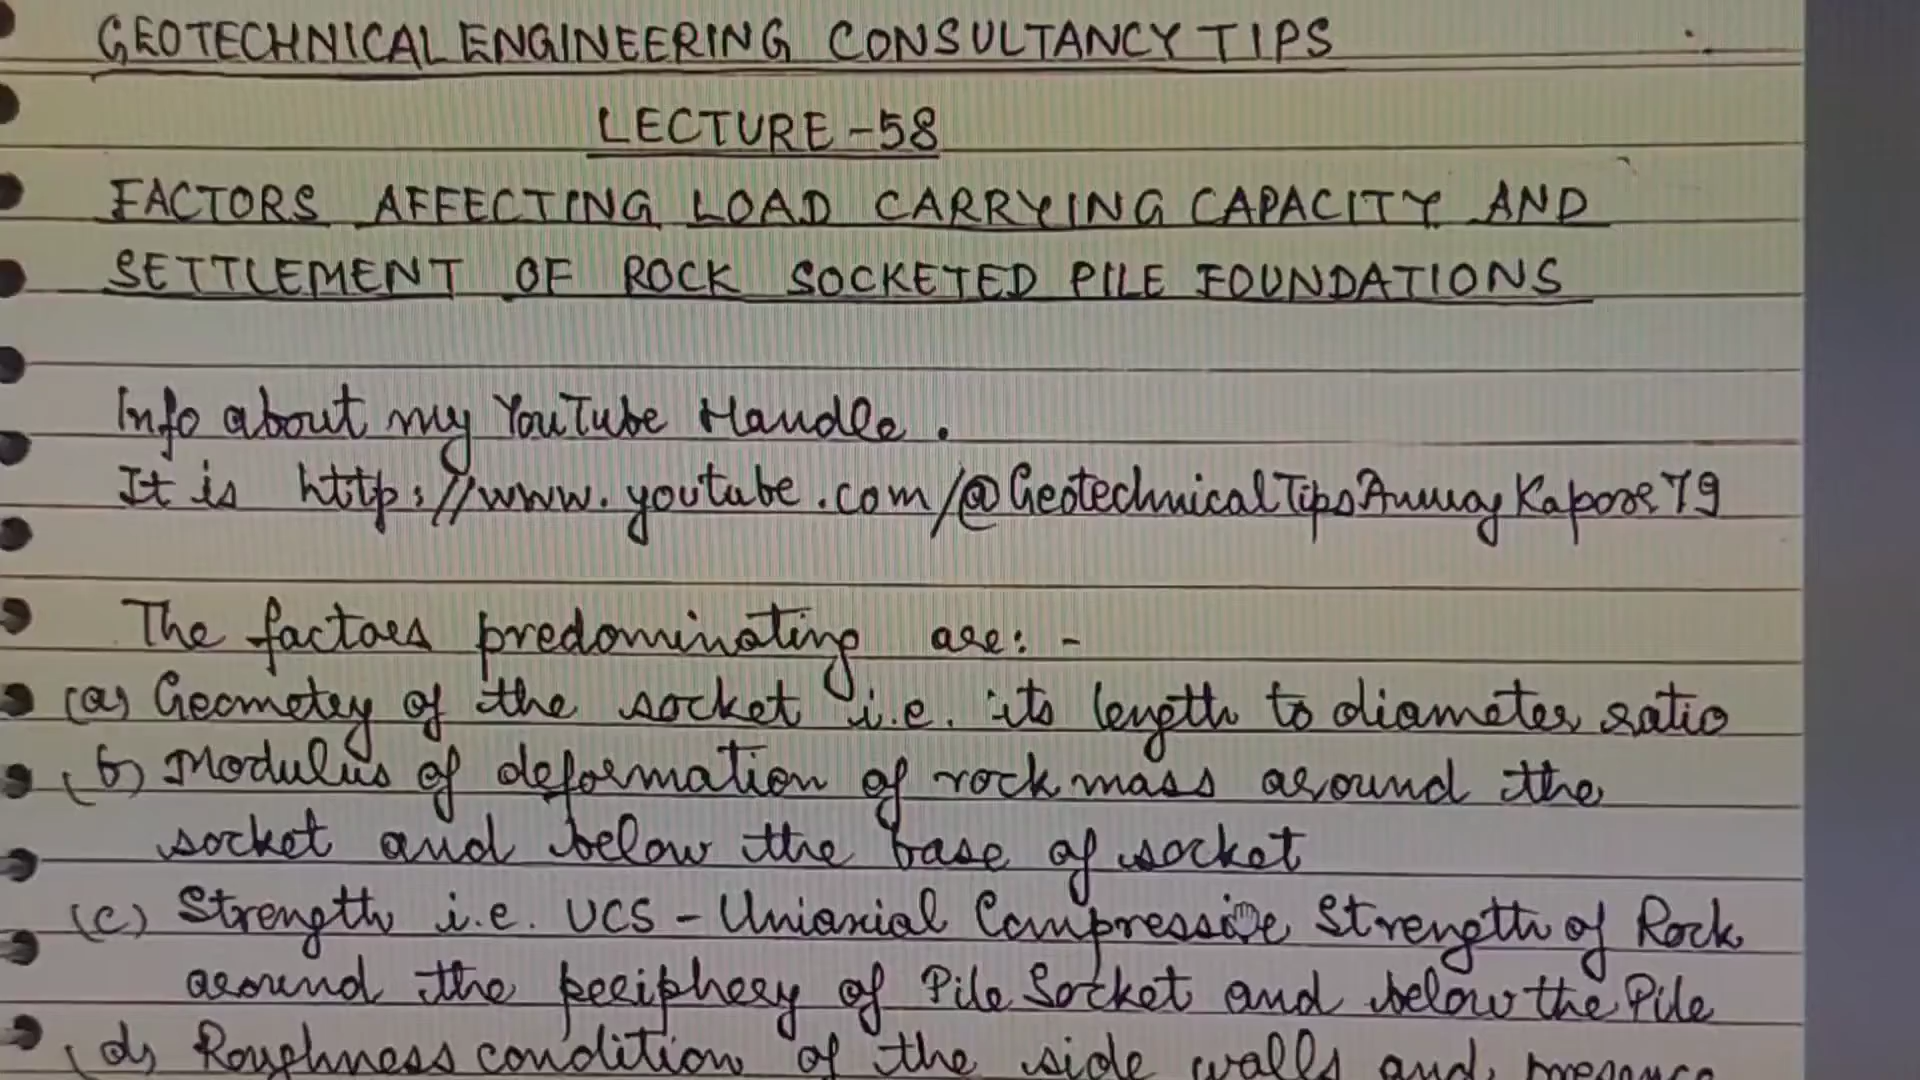 GEOTECHNICAL ENGINEERING CONSULTANCY TIPS
LECTURE -58
FACTORS AFFECTING LOAD CARRYING CAPACITY AND
SETTLEMENT OF ROCK SOCKETED PILE FOUNDATIONS
Info about my YouTube Handle.
It is http://www.youtube.com/@GeotechnicalTipsAnuragKapoor79
The factors predominating are:-
(a) Geometry of the socket i.e. its length to diameter ratio
(b) Modulus of deformation of rock mass around the
socket and below the base of socket
(c) Strength i.e. UCS - Uniaxial Compressive Strength of Rock
around the periphery of Pile Socket and below the Pile
(d) Roughness condition of the side walls and presence